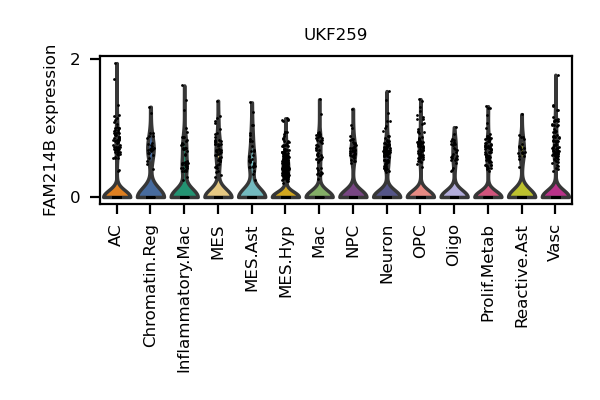 UKF259
FAM214B expression
2
0
AC
Chromatin.Reg
Inflammatory.Mac
MES
MES.Ast
MES.Hyp
Mac
NPC
Neuron
OPC
Oligo
Prolif.Metab
Reactive.Ast
Vasc